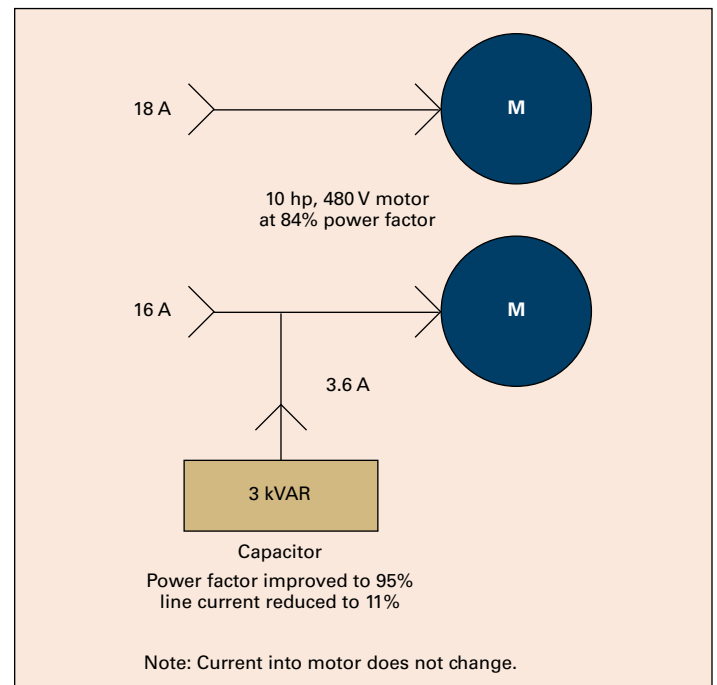 18 A
M
10 hp, 480 V motor
at 84% power factor
16 A
M
3.6 A
3 kVAR
Capacitor
Power factor improved to 95%
line current reduced to 11%
Note: Current into motor does not change.